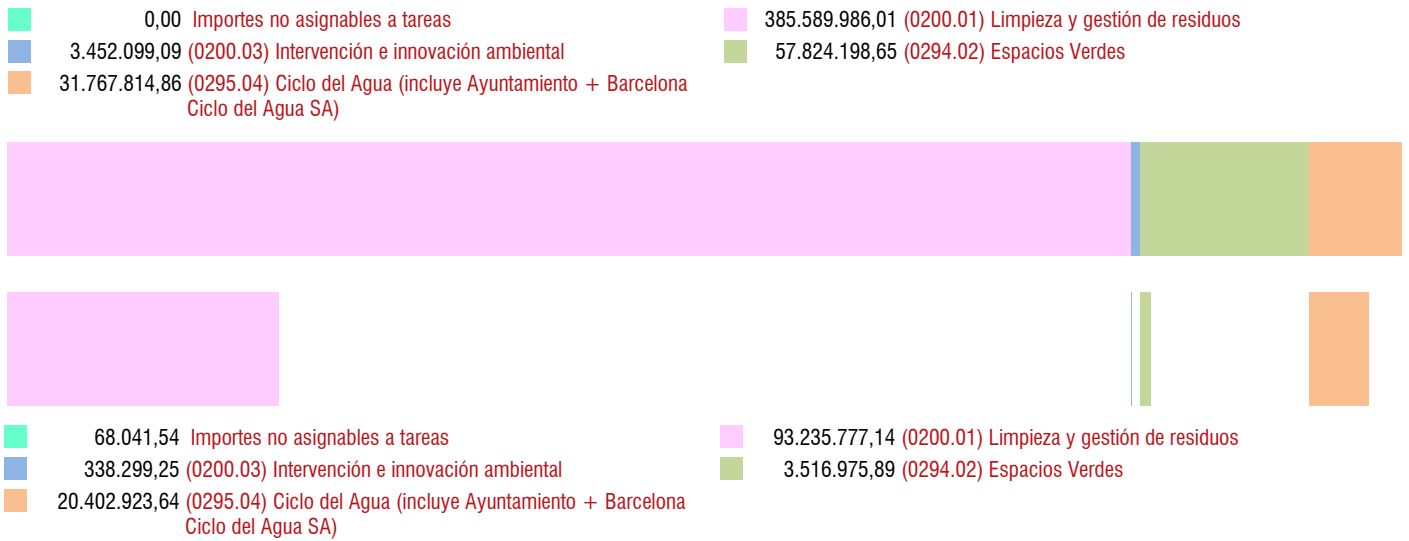 0,00 Importes no asignables a tareas
3.452.099,09 (0200.03) Intervención e innovación ambiental
31.767.814,86 (0295.04) Ciclo del Agua (incluye Ayuntamiento + Barcelona
Ciclo del Agua SA)
385.589.986,01 (0200.01) Limpieza y gestión de residuos
57.824.198,65 (0294.02) Espacios Verdes
68.041,54 Importes no asignables a tareas
338.299,25 (0200.03) Intervención e innovación ambiental
20.402.923,64 (0295.04) Ciclo del Agua (incluye Ayuntamiento + Barcelona
Ciclo del Agua SA)
93.235.777,14 (0200.01) Limpieza y gestión de residuos
3.516.975,89 (0294.02) Espacios Verdes